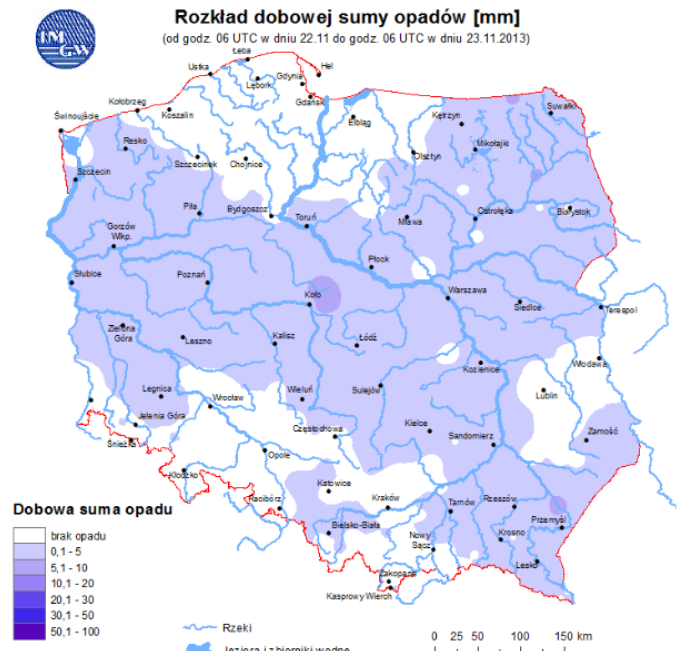 Rozkład dobowej sumy opadów [mm]
(od godz. 06 UTC w dniu 22.11 do godz. 06 UTC w dniu 23.11.2013)
IMGW
Łeba
Hel
Ustka
Lębork
Gdynia
Gdańsk
Kołobrzeg
Koszalin
Świnoujście
Elbląg
Kętrzyn
Suwałki
Resko
Szczecinek
Chojnice
Olsztyn
Mikołajki
Szczecin
Piła
Bydgoszcz
Toruń
Mława
Ostrołęka
Białystok
Gorzów
Wlkp.
Płock
Słubice
Poznań
Koło
Warszawa
Siedlce
Terespol
Zielona
Góra
Leszno
Kalisz
Łódź
Kozienice
Włodawa
Legnica
Wrocław
Wieluń
Sulejów
Lublin
Jelenia Góra
Śnieżka
Częstochowa
Kielce
Sandomierz
Zamość
Opole
Kłodzko
Katowice
Racibórz
Kraków
Tarnów
Rzeszów
Bielsko-Biała
Przemyśl
Nowy
Sącz
Krosno
Lesko
Zakopane
Kasprowy Wierch
Dobowa suma opadu
brak opadu
0,1 - 5
5,1 - 10
10,1 - 20
20,1 - 30
30,1 - 50
50,1 - 100
Rzeki
Jeziora i zbiorniki wodne
0 25 50 100 150 km